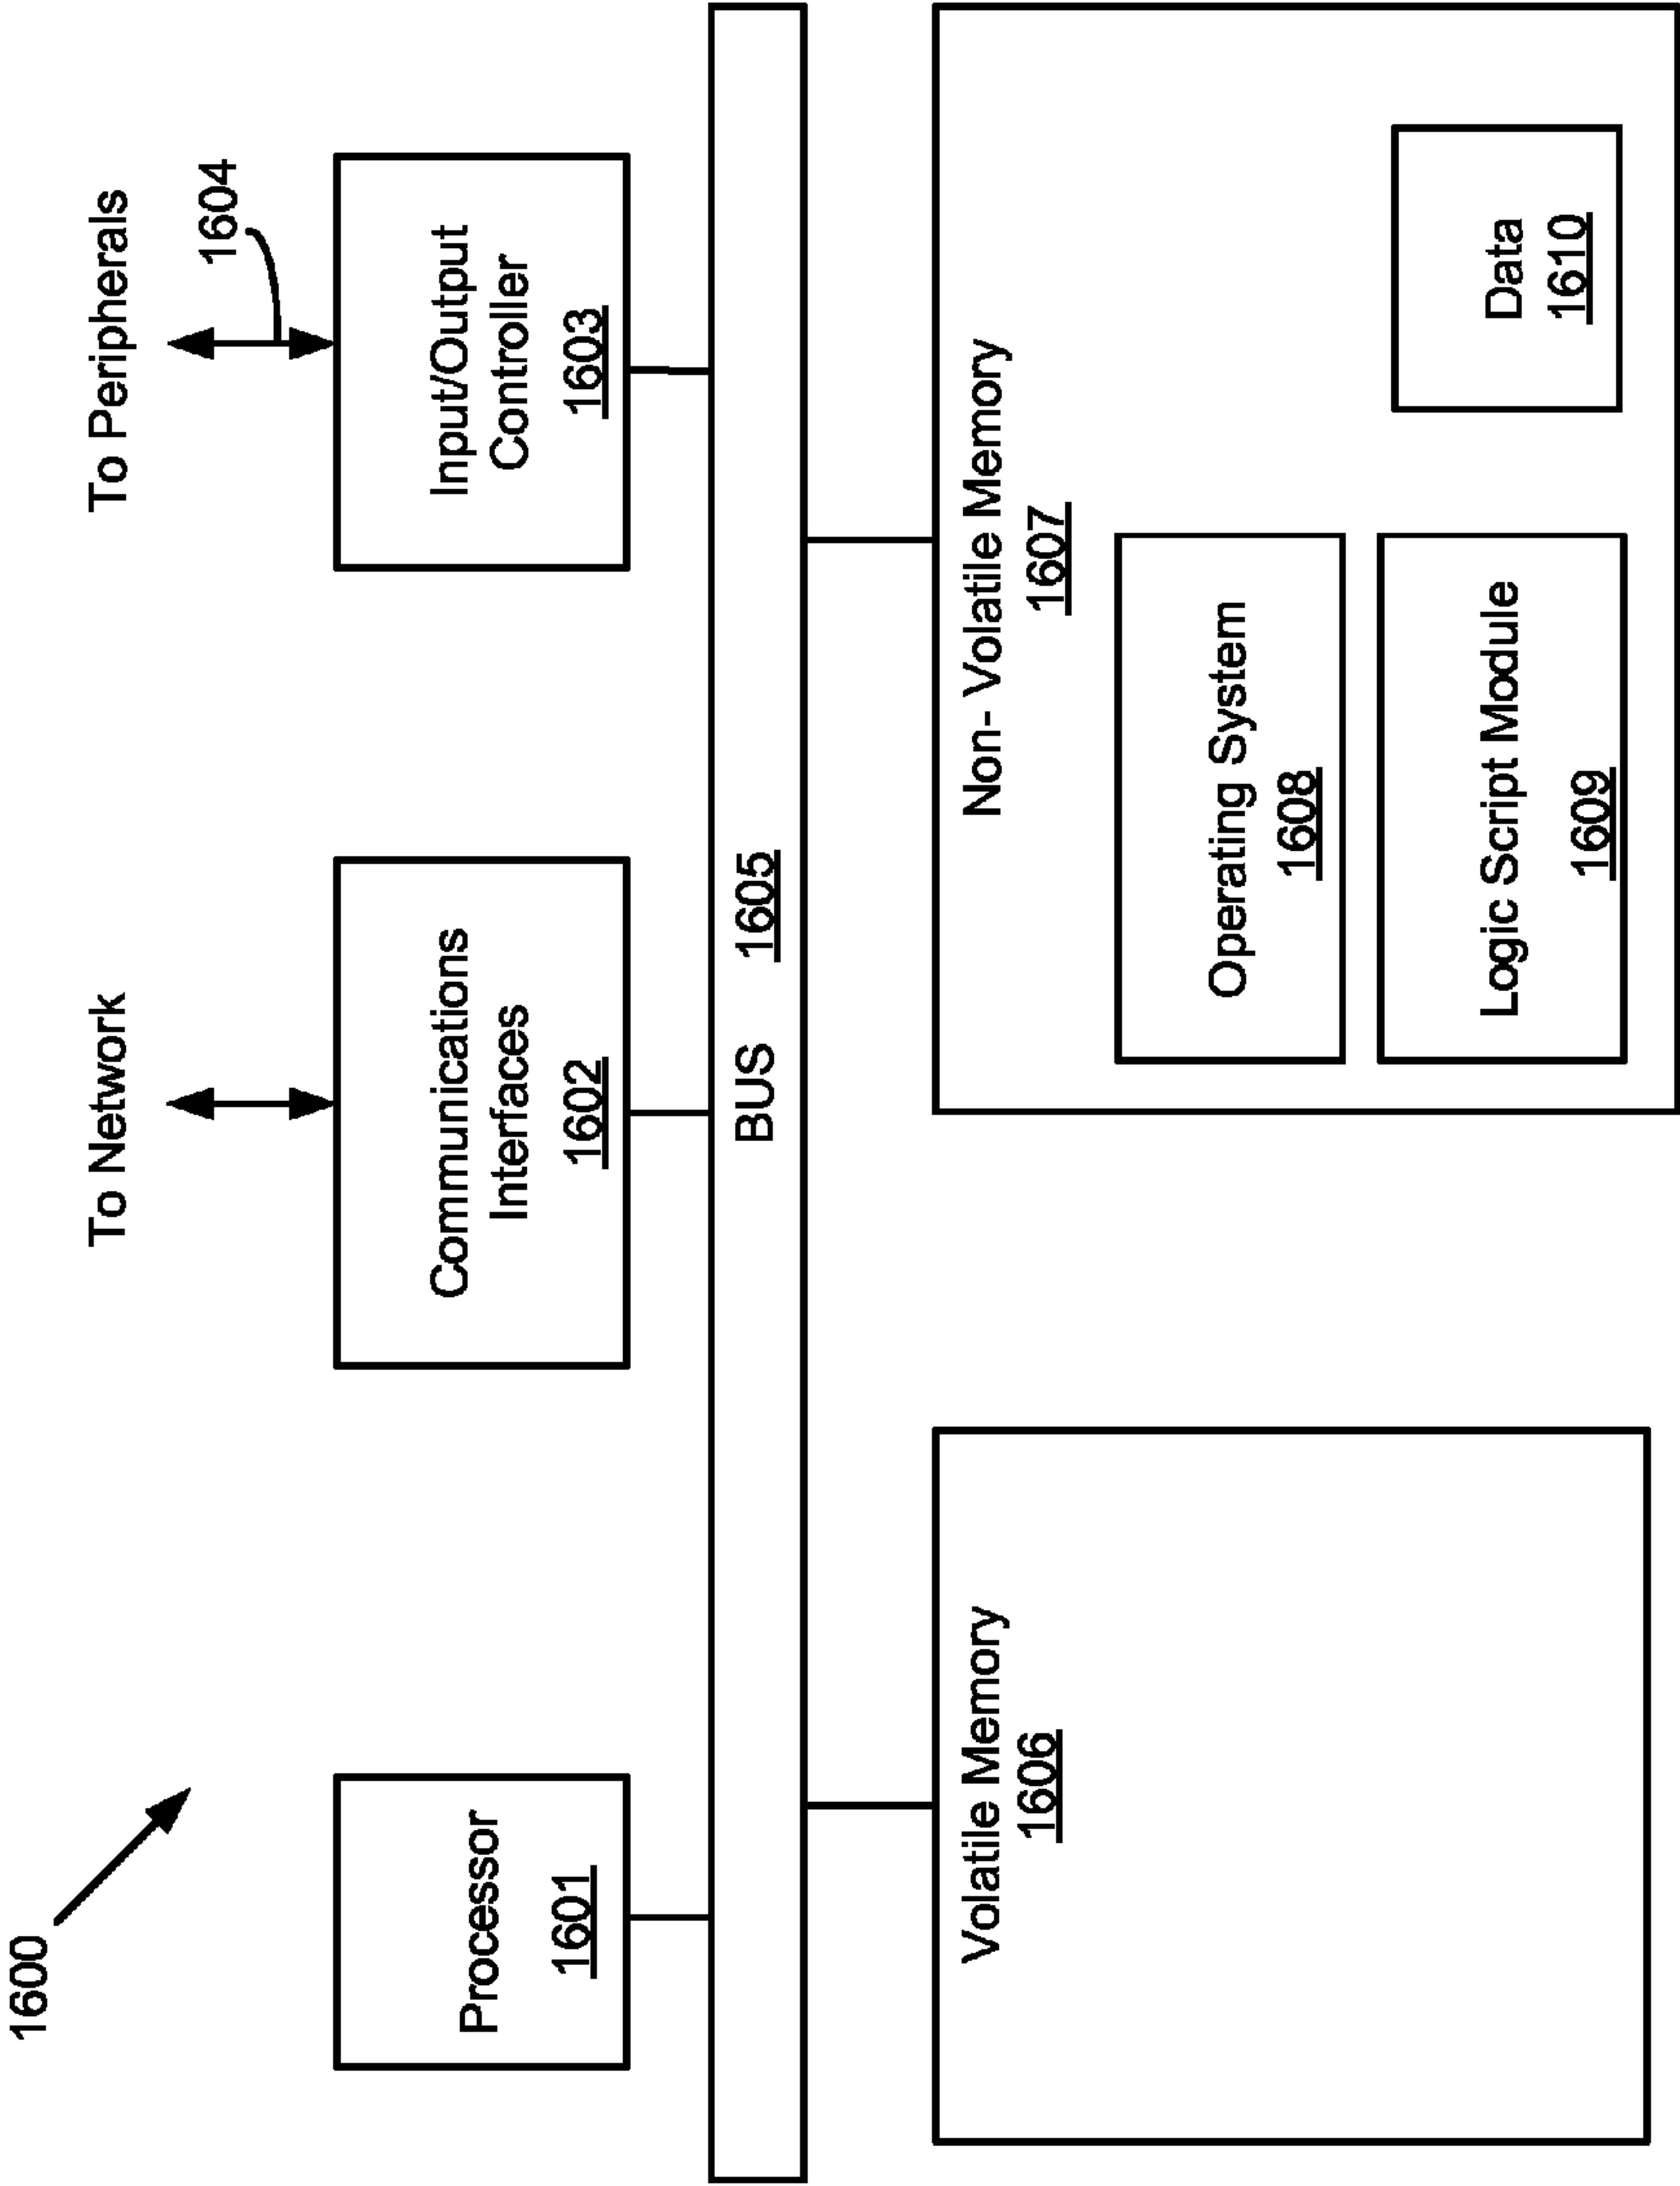 1600
To Network
To Peripherals
1604
Processor
1601
Communications
Interfaces
1602
Input/Output
Controller
1603
BUS 1605
Volatile Memory
1606
Non- Volatile Memory
1607
Operating System
1608
Logic Script Module
1609
Data
1610